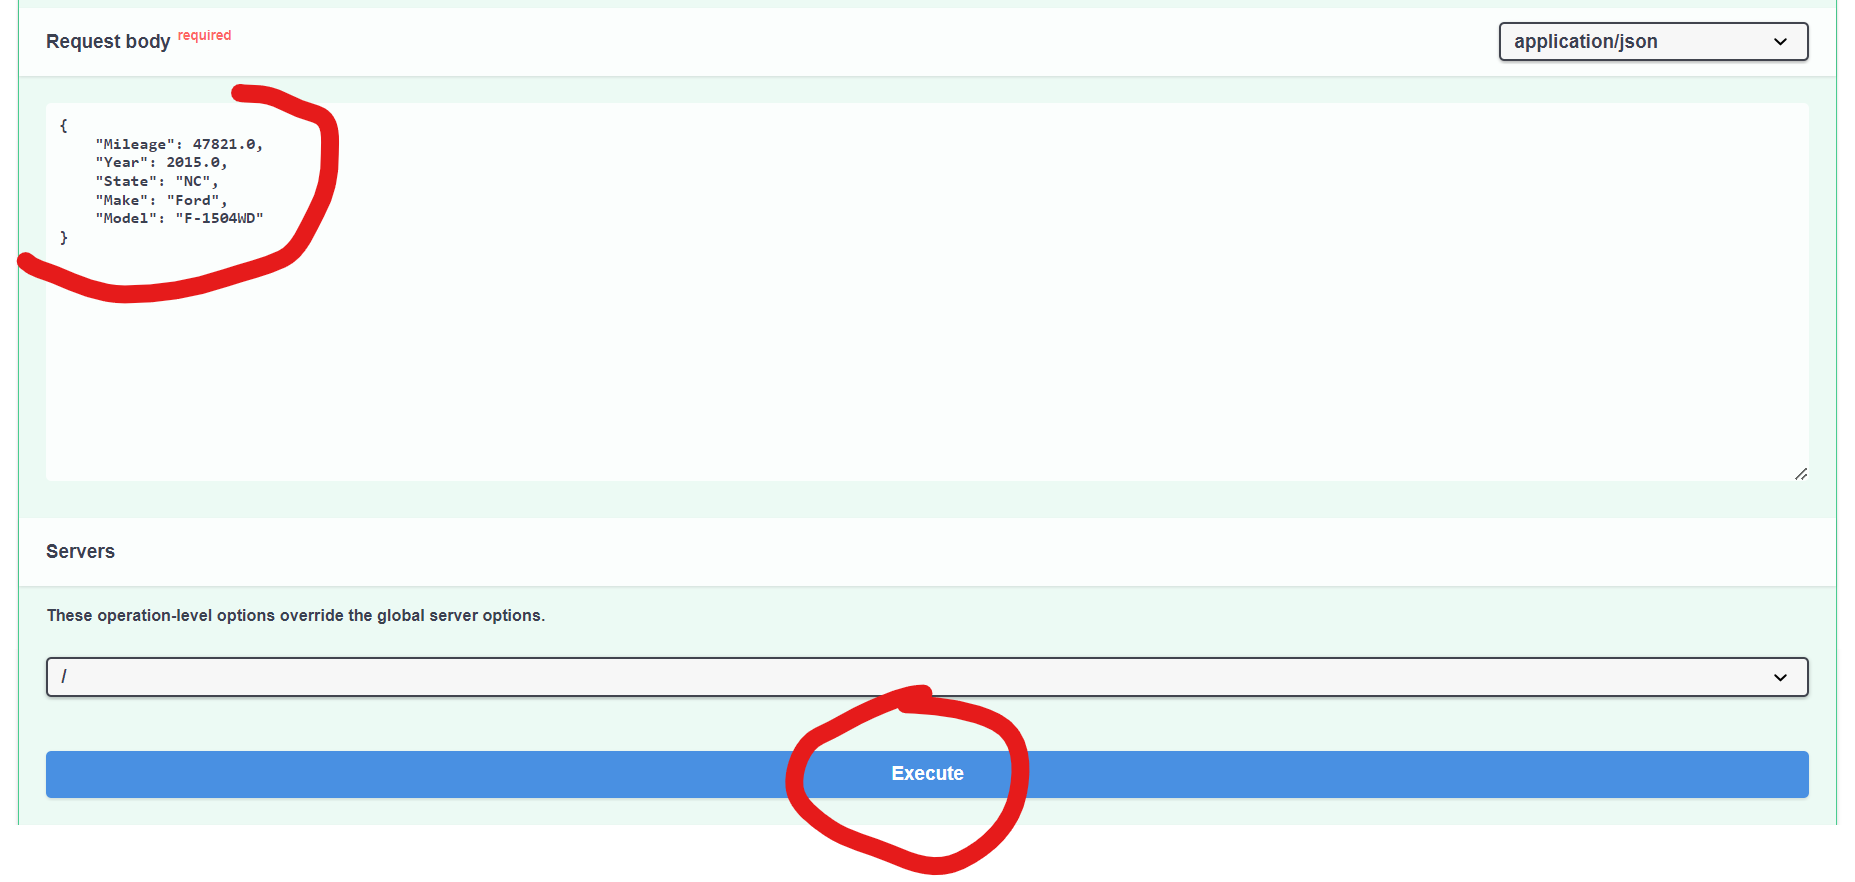 Request body required
application/json
{
    "Mileage": 47821.0,
    "Year": 2015.0,
    "State": "NC",
    "Make": "Ford",
    "Model": "F-1504WD"
}
Servers
These operation-level options override the global server options.
/
Execute